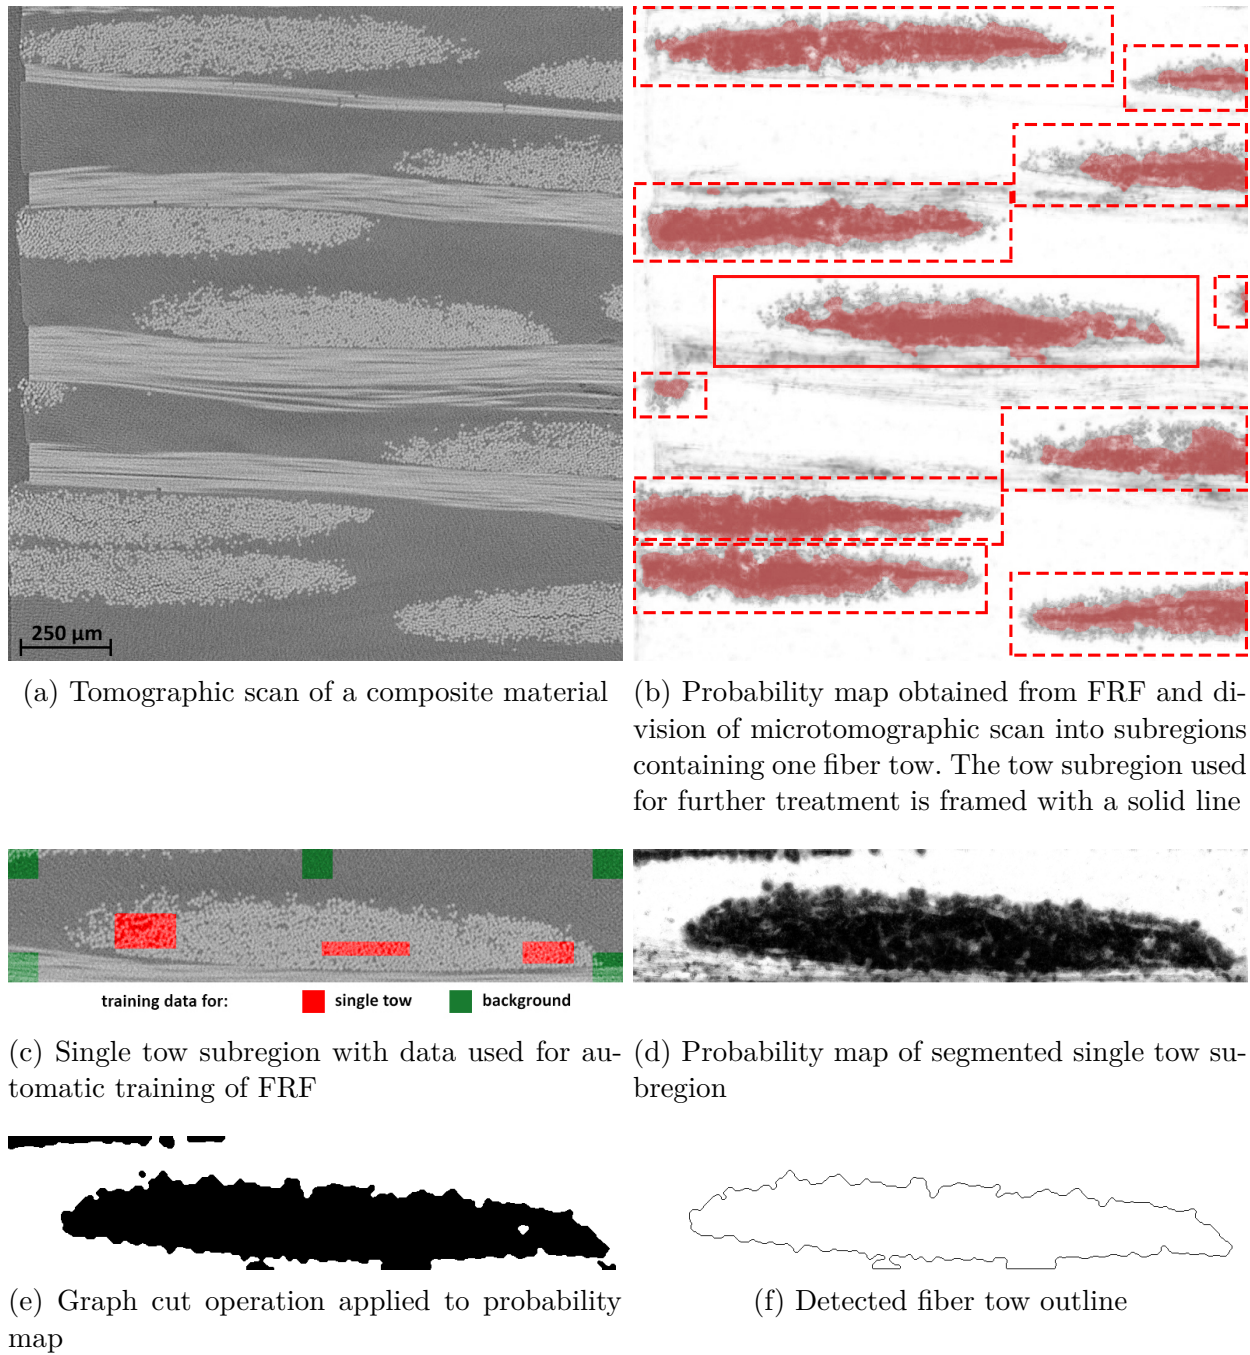 250 µm
(a) Tomographic scan of a composite material
(b) Probability map obtained from FRF and di-
vision of microtomographic scan into subregions
containing one fiber tow. The tow subregion used
for further treatment is framed with a solid line
training data for: single tow background
(c) Single tow subregion with data used for au-
tomatic training of FRF
(d) Probability map of segmented single tow su-
bregion
(e) Graph cut operation applied to probability
map
(f) Detected fiber tow outline